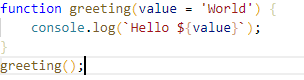 function greeting(value = 'World') {
    console.log(`Hello ${value}`);
}
greeting();